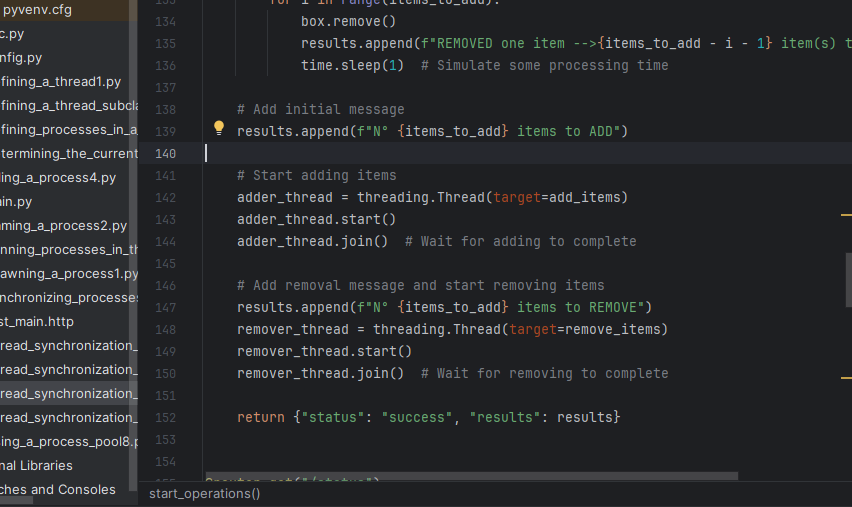 pyvenv.cfg
c.py
nfig.py
fining_a_thread1.py
fining_a_thread_subcla
fining_processes_in_a
termining_the_current
ling_a_process4.py
ain.py
ming_a_process2.py
nning_processes_in_th
awning_a_process1.py
nchronizing_processes
st_main.http
read_synchronization_
read_synchronization_
read_synchronization_
read_synchronization_
ing_a_process_pool8.p
nal Libraries
ches and Consoles
133 for i in range(items_to_add):
134 box.remove()
135 results.append(f"REMOVED one item -->{items_to_add - i - 1} item(s) t
136 time.sleep(1)  # Simulate some processing time
137
138 # Add initial message
139 results.append(f"N° {items_to_add} items to ADD")
140
141 # Start adding items
142 adder_thread = threading.Thread(target=add_items)
143 adder_thread.start()
144 adder_thread.join()  # Wait for adding to complete
145
146 # Add removal message and start removing items
147 results.append(f"N° {items_to_add} items to REMOVE")
148 remover_thread = threading.Thread(target=remove_items)
149 remover_thread.start()
150 remover_thread.join()  # Wait for removing to complete
151
152 return {"status": "success", "results": results}
153
154
155 @router.get("/status")
start_operations()